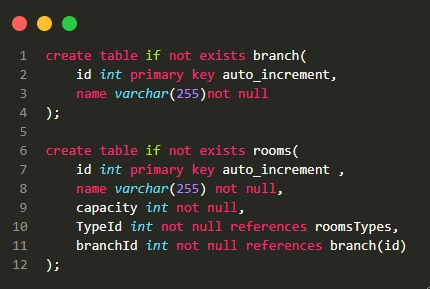 1 create table if not exists branch(
2     id int primary key auto_increment,
3     name varchar(255)not null
4 );
5
6 create table if not exists rooms(
7     id int primary key auto_increment ,
8     name varchar(255) not null,
9     capacity int not null,
10     TypeId int not null references roomsTypes,
11     branchId int not null references branch(id)
12 );